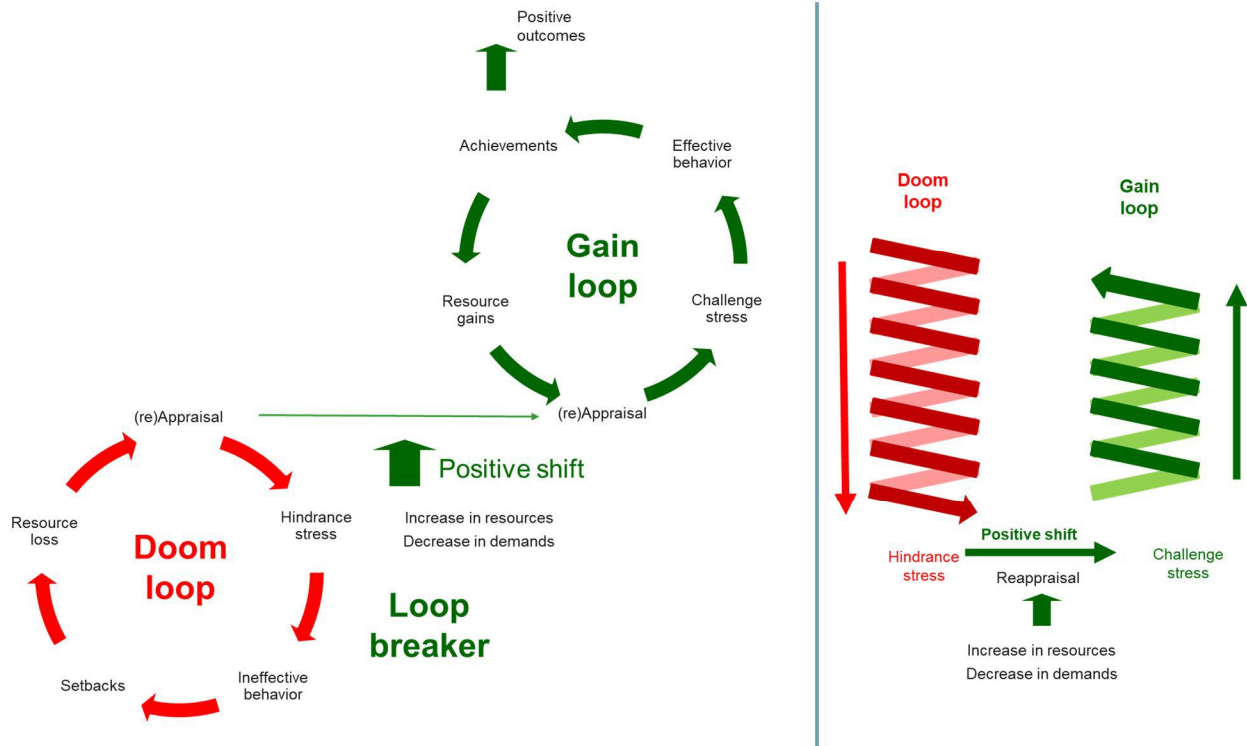 Positive
outcomes
Achievements
Effective
behavior
Gain
loop
Resource
gains
Challenge
stress
(re)Appraisal
(re)Appraisal
Positive shift
Resource
loss
Hindrance
stress
Increase in resources
Decrease in demands
Doom
loop
Loop
breaker
Setbacks
Ineffective
behavior
Doom
loop
Gain
loop
Positive shift
Hindrance
stress
Challenge
stress
Reappraisal
Increase in resources
Decrease in demands